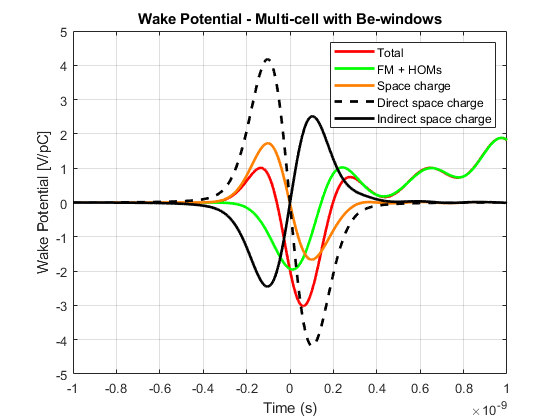 Wake Potential - Multi-cell with Be-windows
Wake Potential [V/pC]
5
4
3
2
1
0
-1
-2
-3
-4
-5
Total
FM + HOMs
Space charge
Direct space charge
Indirect space charge
-1 -0.8 -0.6 -0.4 -0.2 0 0.2 0.4 0.6 0.8 1
Time (s)
×10⁻⁹